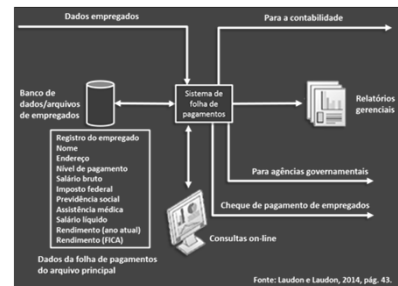 Dados empregados
Para a contabilidade
Banco de
dados/arquivos
de empregados
Sistema de
folha de
pagamentos
Relatórios
gerenciais
Registro do empregado
Nome
Endereço
Nível de pagamento
Salário bruto
Imposto federal
Previdência social
Assistência médica
Salário líquido
Rendimento (ano atual)
Rendimento (FICA)
Para agências governamentais
Cheque de pagamento de empregados
Consultas on-line
Dados da folha de pagamentos
do arquivo principal
Fonte: Laudon e Laudon, 2014, pág. 43.